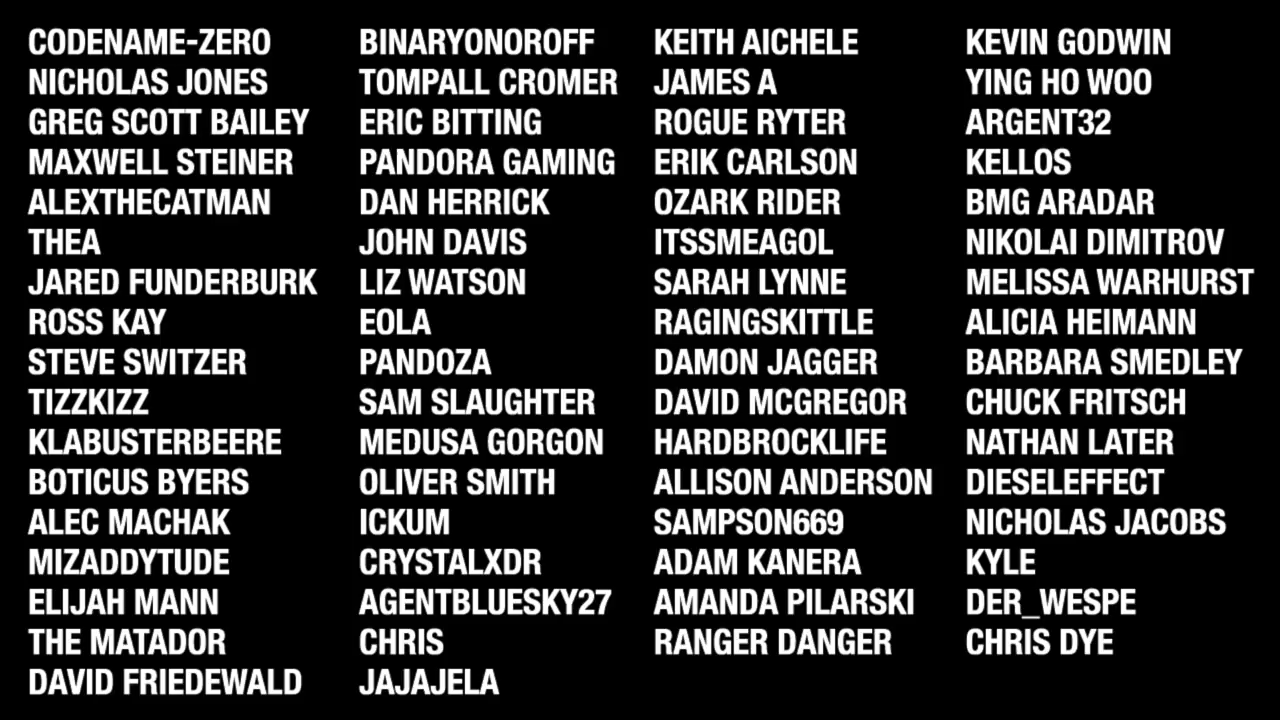 CODENAME-ZERO
NICHOLAS JONES
GREG SCOTT BAILEY
MAXWELL STEINER
ALEXTHECATMAN
THEA
JARED FUNDERBURK
ROSS KAY
STEVE SWITZER
TIZZKIZZ
KLABUSTERBEERE
BOTICUS BYERS
ALEC MACHAK
MIZADDYTUDE
ELIJAH MANN
THE MATADOR
DAVID FRIEDEWALD
BINARYONOROFF
TOMPALL CROMER
ERIC BITTING
PANDORA GAMING
DAN HERRICK
JOHN DAVIS
LIZ WATSON
EOLA
PANDOZA
SAM SLAUGHTER
MEDUSA GORGON
OLIVER SMITH
ICKUM
CRYSTALXDR
AGENTBLUESKY27
CHRIS
JAJAJELA
KEITH AICHELE
JAMES A
ROGUE RYTER
ERIK CARLSON
OZARK RIDER
ITSSMEAGOL
SARAH LYNNE
RAGINGSKITTLE
DAMON JAGGER
DAVID MCGREGOR
HARDBROCKLIFE
ALLISON ANDERSON
SAMPSON669
ADAM KANERA
AMANDA PILARSKI
RANGER DANGER
KEVIN GODWIN
YING HO WOO
ARGENT32
KELLOS
BMG ARADAR
NIKOLAI DIMITROV
MELISSA WARHURST
ALICIA HEIMANN
BARBARA SMEDLEY
CHUCK FRITSCH
NATHAN LATER
DIESELEFFECT
NICHOLAS JACOBS
KYLE
DER_WESPE
CHRIS DYE